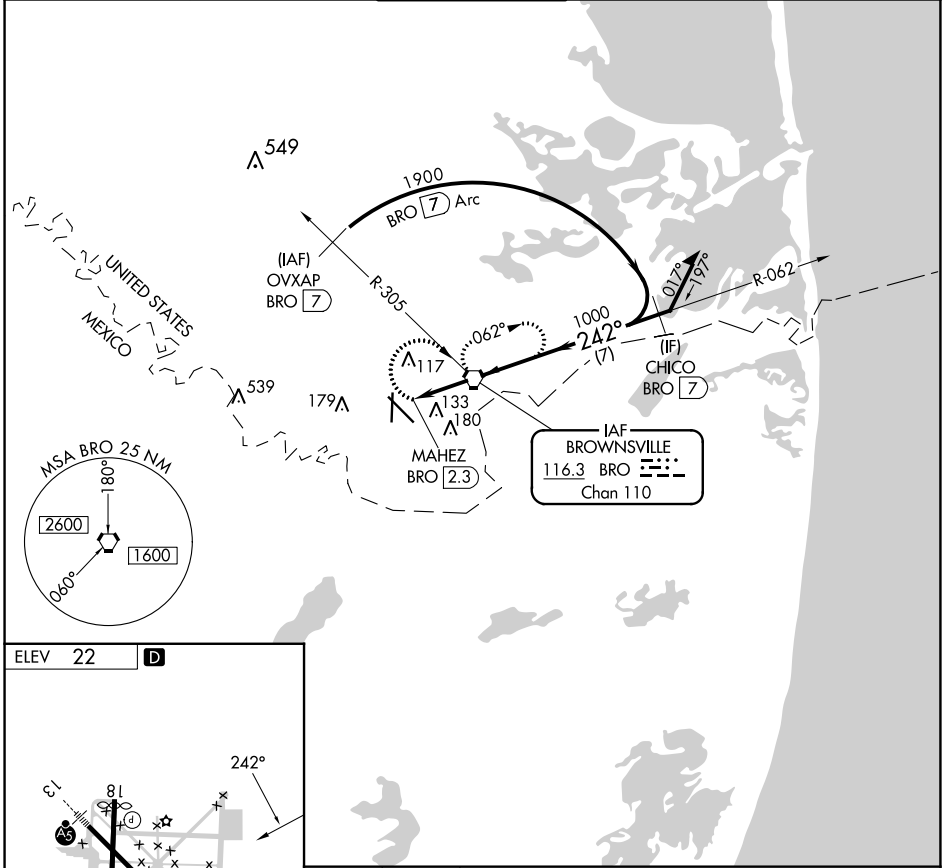 549
1900
BRO 7 Arc
(IAF)
OVXAP
BRO 7
R-305
UNITED STATES
MEXICO
017°
197°
R-062
1000
242°
(7)
062°
(IF)
CHICO
BRO 7
117
539
179
133
180
MAHEZ
BRO 2.3
IAF
BROWNSVILLE
116.3 BRO
Chan 110
MSA BRO 25 NM
180°
2600
1600
060°
ELEV 22 D
242°
13
18
P
A5